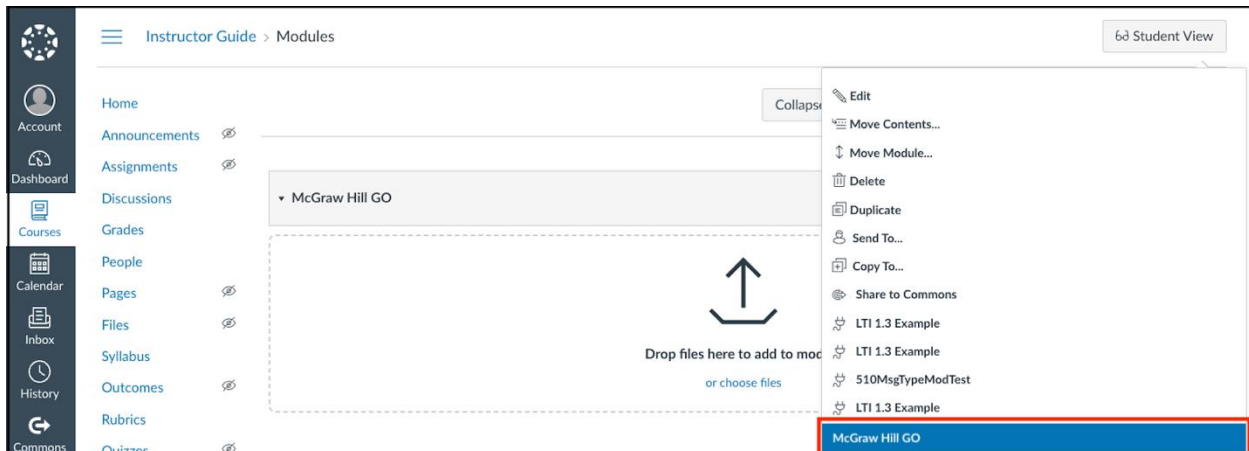 Instructor Guide > Modules
Student View
Account
Dashboard
Courses
Calendar
Inbox
History
Commons
Home
Announcements
Assignments
Discussions
Grades
People
Pages
Files
Syllabus
Outcomes
Rubrics
Quizzes
Collapse
McGraw Hill GO
Drop files here to add to mod
or choose files
Edit
Move Contents...
Move Module...
Delete
Duplicate
Send To...
Copy To...
Share to Commons
LTI 1.3 Example
LTI 1.3 Example
510MsgTypeModTest
LTI 1.3 Example
McGraw Hill GO